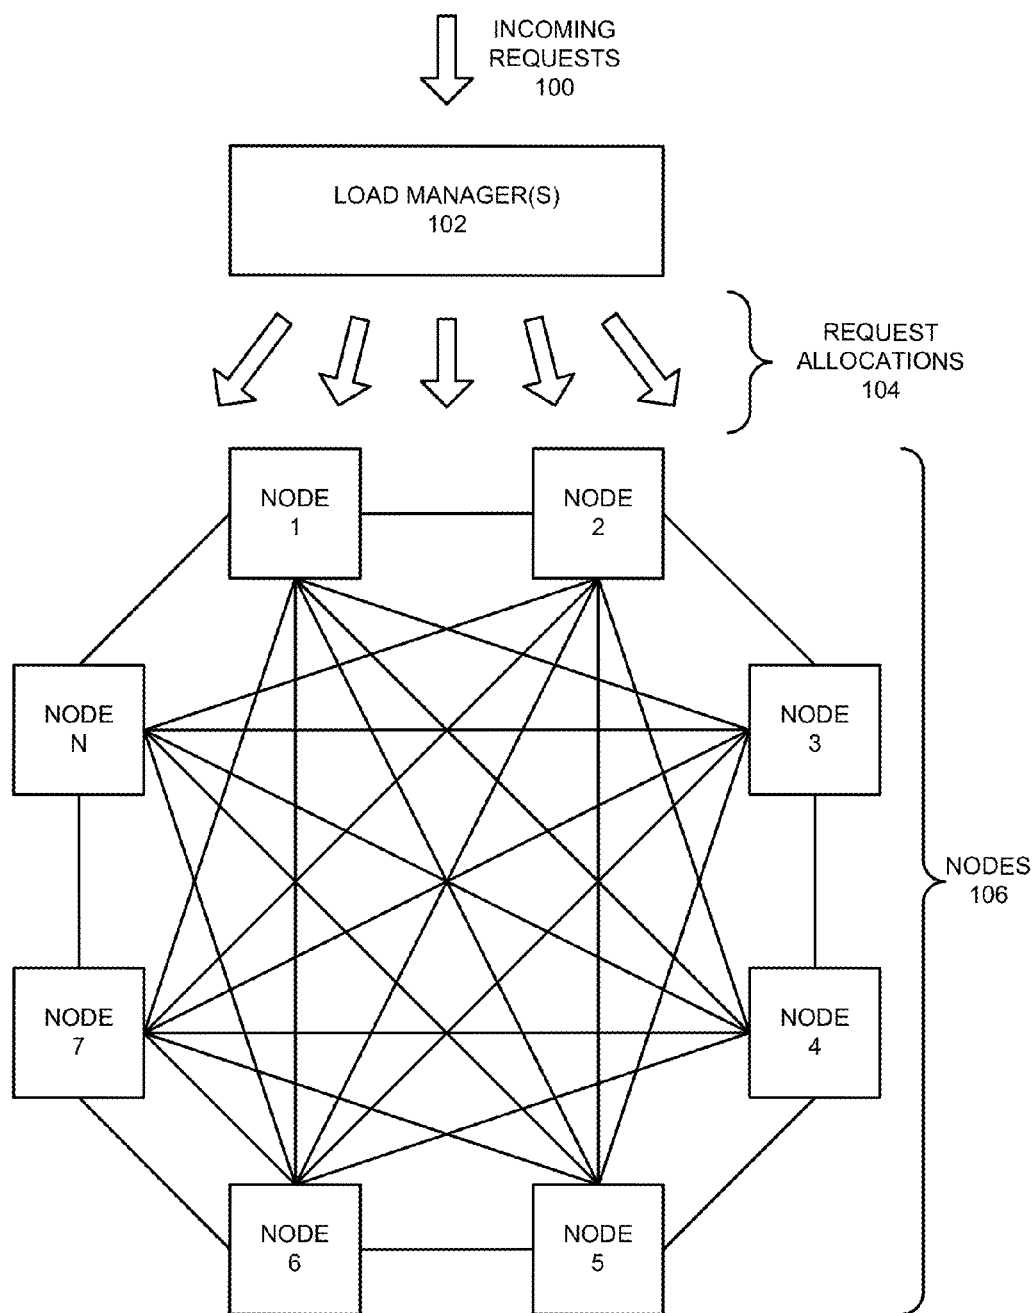 INCOMING
REQUESTS
100
LOAD MANAGER(S)
102
REQUEST
ALLOCATIONS
104
NODE
1
NODE
2
NODE
N
NODE
3
NODES
106
NODE
7
NODE
4
NODE
6
NODE
5